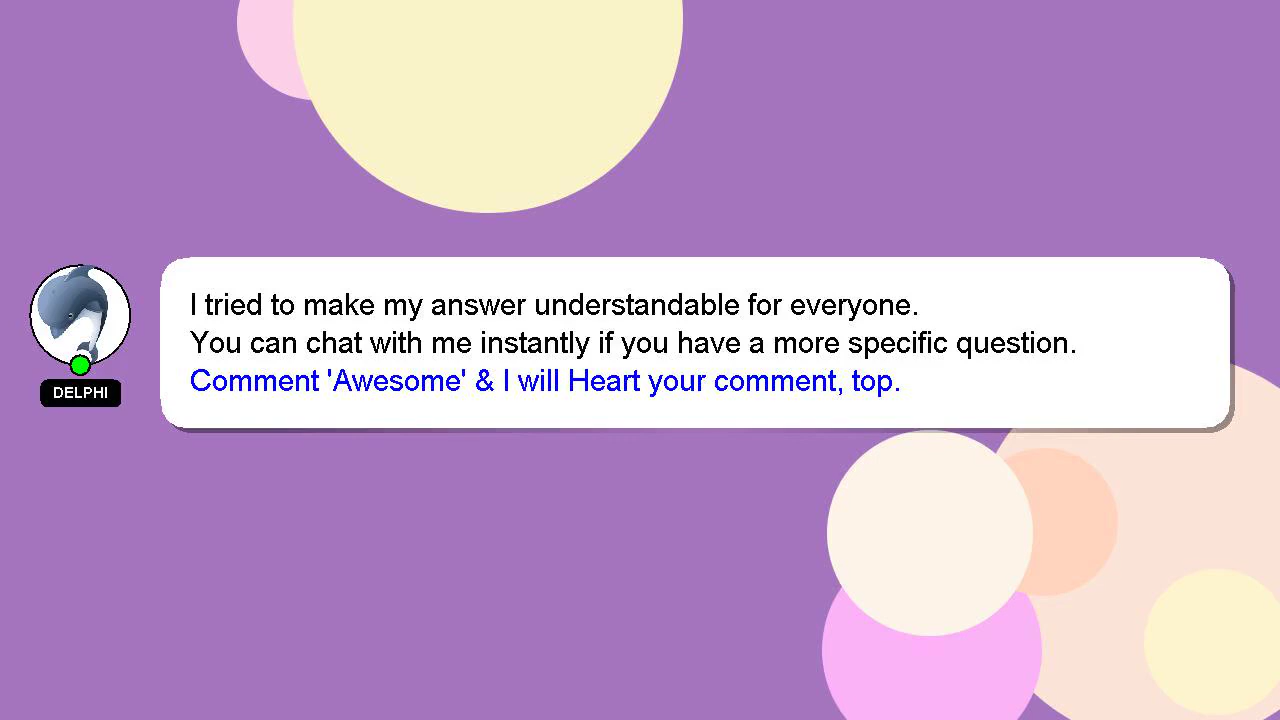 I tried to make my answer understandable for everyone.
You can chat with me instantly if you have a more specific question.
Comment 'Awesome' & I will Heart your comment, top.
DELPHI